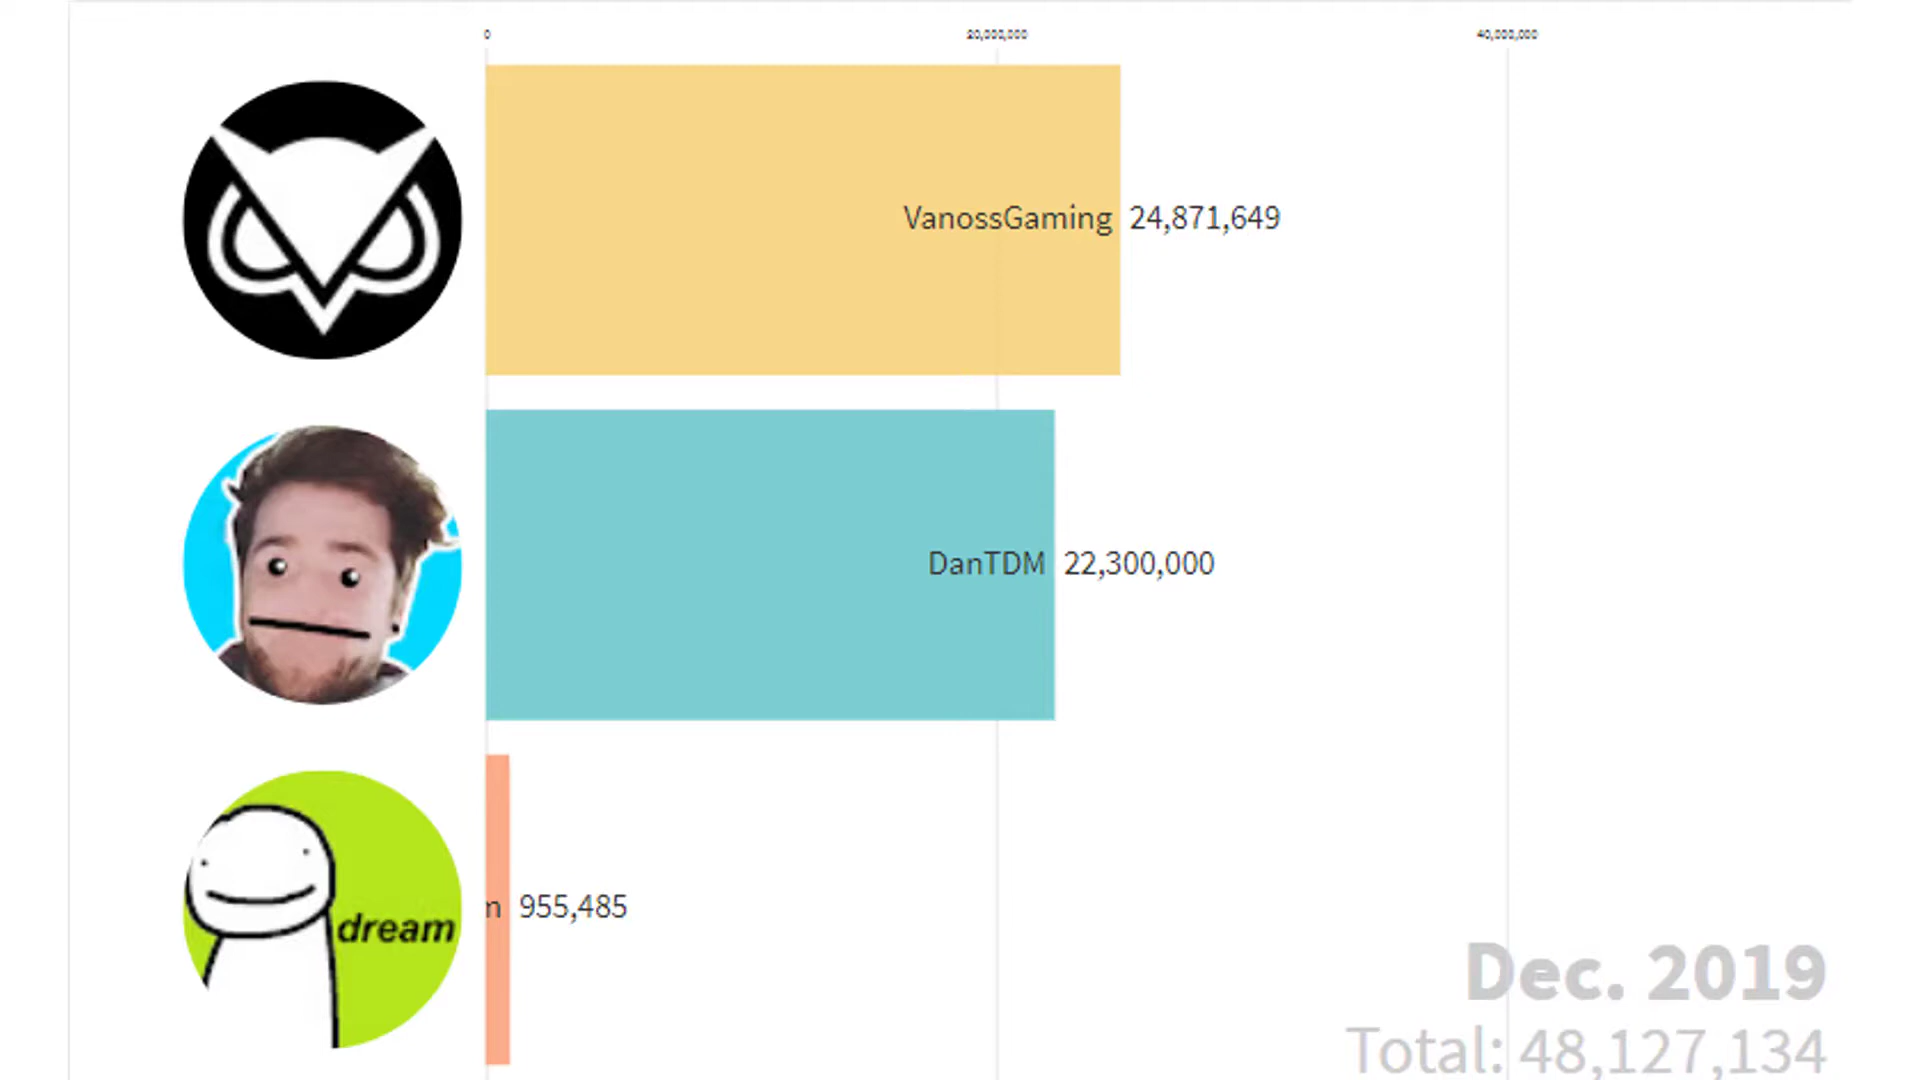 0 20,000,000 40,000,000
VanossGaming 24,871,649
DanTDM 22,300,000
m 955,485
dream
Dec. 2019
Total: 48,127,134